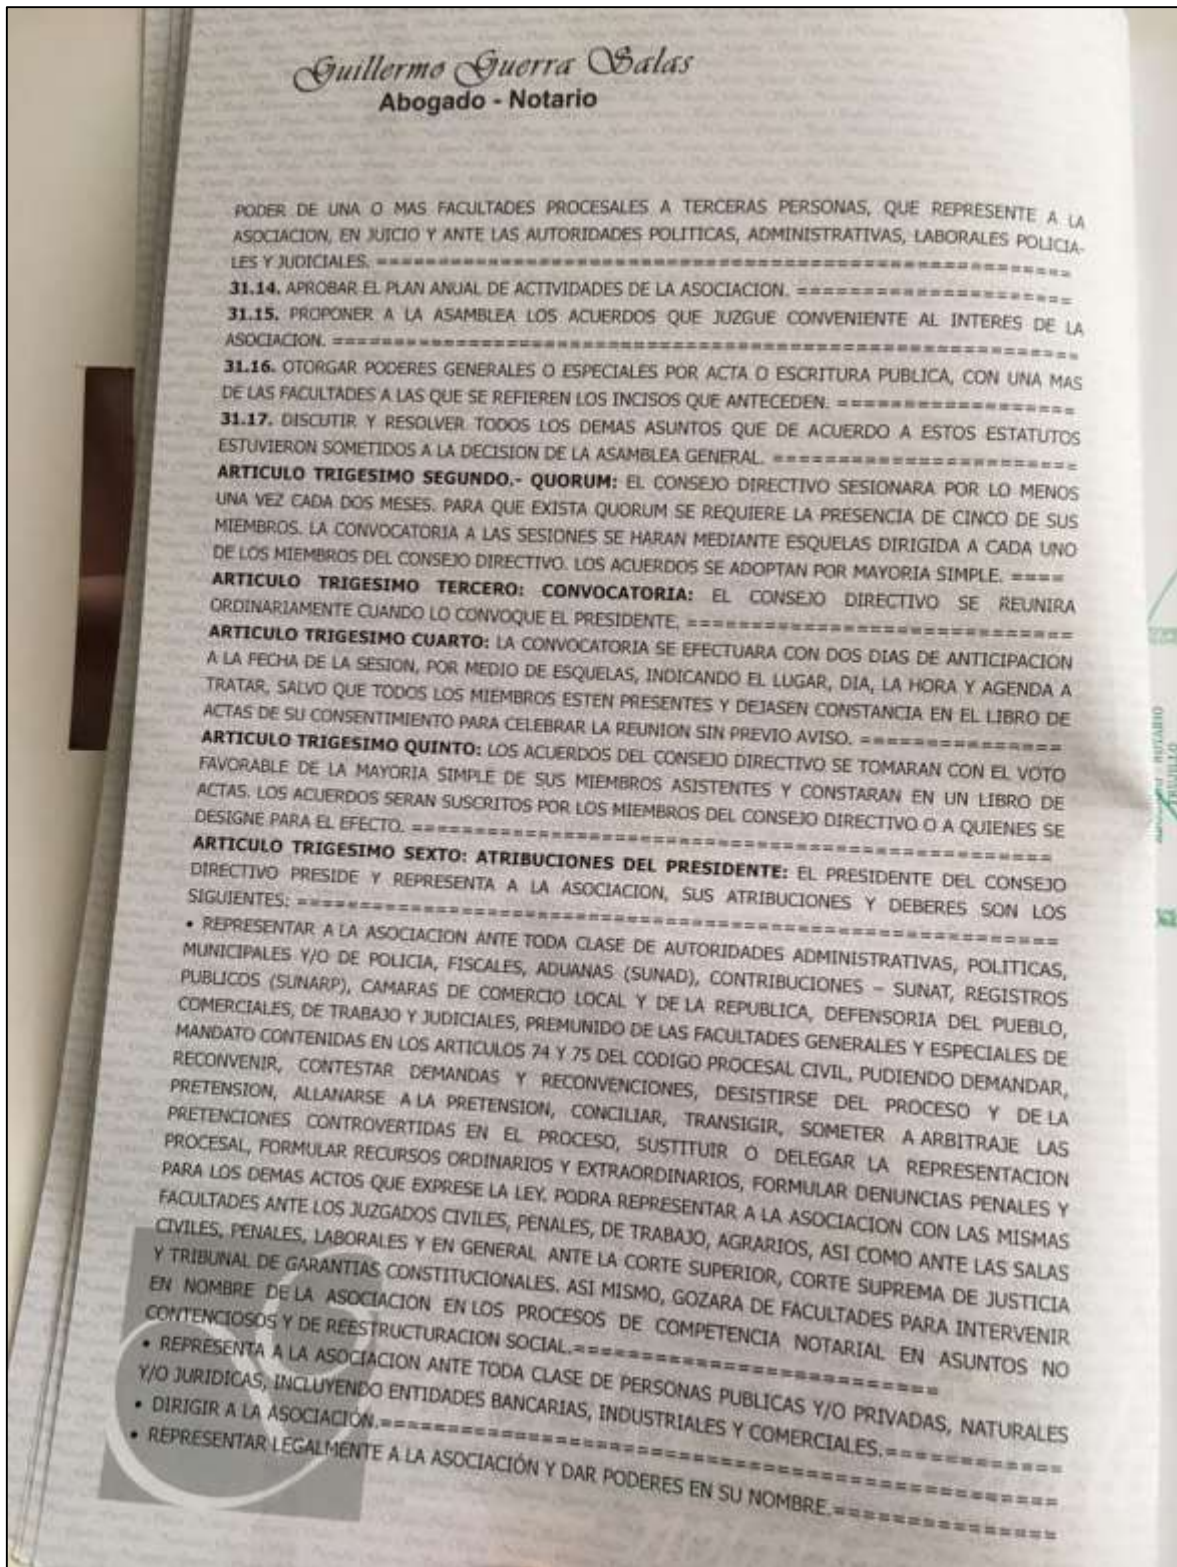 Guillermo Guerra Salas
Abogado - Notario
PODER DE UNA O MAS FACULTADES PROCESALES A TERCERAS PERSONAS, QUE REPRESENTE A LA
ASOCIACION, EN JUICIO Y ANTE LAS AUTORIDADES POLITICAS, ADMINISTRATIVAS, LABORALES POLICIA-
LES Y JUDICIALES. ========================================================
31.14. APROBAR EL PLAN ANUAL DE ACTIVIDADES DE LA ASOCIACION. ======================
31.15. PROPONER A LA ASAMBLEA LOS ACUERDOS QUE JUZGUE CONVENIENTE AL INTERES DE LA
ASOCIACION. ============================================================
31.16. OTORGAR PODERES GENERALES O ESPECIALES POR ACTA O ESCRITURA PUBLICA, CON UNA MAS
DE LAS FACULTADES A LAS QUE SE REFIEREN LOS INCISOS QUE ANTECEDEN. ===================
31.17. DISCUTIR Y RESOLVER TODOS LOS DEMAS ASUNTOS QUE DE ACUERDO A ESTOS ESTATUTOS
ESTUVIERON SOMETIDOS A LA DECISION DE LA ASAMBLEA GENERAL. ========================
ARTICULO TRIGESIMO SEGUNDO.- QUORUM: EL CONSEJO DIRECTIVO SESIONARA POR LO MENOS
UNA VEZ CADA DOS MESES. PARA QUE EXISTA QUORUM SE REQUIERE LA PRESENCIA DE CINCO DE SUS
MIEMBROS. LA CONVOCATORIA A LAS SESIONES SE HARAN MEDIANTE ESQUELAS DIRIGIDA A CADA UNO
DE LOS MIEMBROS DEL CONSEJO DIRECTIVO. LOS ACUERDOS SE ADOPTAN POR MAYORIA SIMPLE. ====
ARTICULO TRIGESIMO TERCERO: CONVOCATORIA: EL CONSEJO DIRECTIVO SE REUNIRA
ORDINARIAMENTE CUANDO LO CONVOQUE EL PRESIDENTE. ===============================
ARTICULO TRIGESIMO CUARTO: LA CONVOCATORIA SE EFECTUARA CON DOS DIAS DE ANTICIPACION
A LA FECHA DE LA SESION, POR MEDIO DE ESQUELAS, INDICANDO EL LUGAR, DIA, LA HORA Y AGENDA A
TRATAR, SALVO QUE TODOS LOS MIEMBROS ESTEN PRESENTES Y DEJASEN CONSTANCIA EN EL LIBRO DE
ACTAS DE SU CONSENTIMIENTO PARA CELEBRAR LA REUNION SIN PREVIO AVISO. ================
ARTICULO TRIGESIMO QUINTO: LOS ACUERDOS DEL CONSEJO DIRECTIVO SE TOMARAN CON EL VOTO
FAVORABLE DE LA MAYORIA SIMPLE DE SUS MIEMBROS ASISTENTES Y CONSTARAN EN UN LIBRO DE
ACTAS. LOS ACUERDOS SERAN SUSCRITOS POR LOS MIEMBROS DEL CONSEJO DIRECTIVO O A QUIENES SE
DESIGNE PARA EL EFECTO. ===================================================
ARTICULO TRIGESIMO SEXTO: ATRIBUCIONES DEL PRESIDENTE: EL PRESIDENTE DEL CONSEJO
DIRECTIVO PRESIDE Y REPRESENTA A LA ASOCIACION, SUS ATRIBUCIONES Y DEBERES SON LOS
SIGUIENTES: ============================================================
• REPRESENTAR A LA ASOCIACION ANTE TODA CLASE DE AUTORIDADES ADMINISTRATIVAS, POLITICAS,
MUNICIPALES Y/O DE POLICIA, FISCALES, ADUANAS (SUNAD), CONTRIBUCIONES – SUNAT, REGISTROS
PUBLICOS (SUNARP), CAMARAS DE COMERCIO LOCAL Y DE LA REPUBLICA, DEFENSORIA DEL PUEBLO,
COMERCIALES, DE TRABAJO Y JUDICIALES, PREMUNIDO DE LAS FACULTADES GENERALES Y ESPECIALES DE
MANDATO CONTENIDAS EN LOS ARTICULOS 74 Y 75 DEL CODIGO PROCESAL CIVIL, PUDIENDO DEMANDAR,
RECONVENIR, CONTESTAR DEMANDAS Y RECONVENCIONES, DESISTIRSE DEL PROCESO Y DE LA
PRETENSION, ALLANARSE A LA PRETENSION, CONCILIAR, TRANSIGIR, SOMETER A ARBITRAJE LAS
PRETENCIONES CONTROVERTIDAS EN EL PROCESO, SUSTITUIR O DELEGAR LA REPRESENTACION
PROCESAL, FORMULAR RECURSOS ORDINARIOS Y EXTRAORDINARIOS, FORMULAR DENUNCIAS PENALES Y
PARA LOS DEMAS ACTOS QUE EXPRESE LA LEY. PODRA REPRESENTAR A LA ASOCIACION CON LAS MISMAS
FACULTADES ANTE LOS JUZGADOS CIVILES, PENALES, DE TRABAJO, AGRARIOS, ASI COMO ANTE LAS SALAS
CIVILES, PENALES, LABORALES Y EN GENERAL ANTE LA CORTE SUPERIOR, CORTE SUPREMA DE JUSTICIA
Y TRIBUNAL DE GARANTIAS CONSTITUCIONALES. ASI MISMO, GOZARA DE FACULTADES PARA INTERVENIR
EN NOMBRE DE LA ASOCIACION EN LOS PROCESOS DE COMPETENCIA NOTARIAL EN ASUNTOS NO
CONTENCIOSOS Y DE REESTRUCTURACION SOCIAL.=============================
• REPRESENTA A LA ASOCIACION ANTE TODA CLASE DE PERSONAS PUBLICAS Y/O PRIVADAS, NATURALES
Y/O JURIDICAS, INCLUYENDO ENTIDADES BANCARIAS, INDUSTRIALES Y COMERCIALES.=============
• DIRIGIR A LA ASOCIACION.=====================================================
• REPRESENTAR LEGALMENTE A LA ASOCIACIÓN Y DAR PODERES EN SU NOMBRE.=================
NOTARIO
TRUJILLO